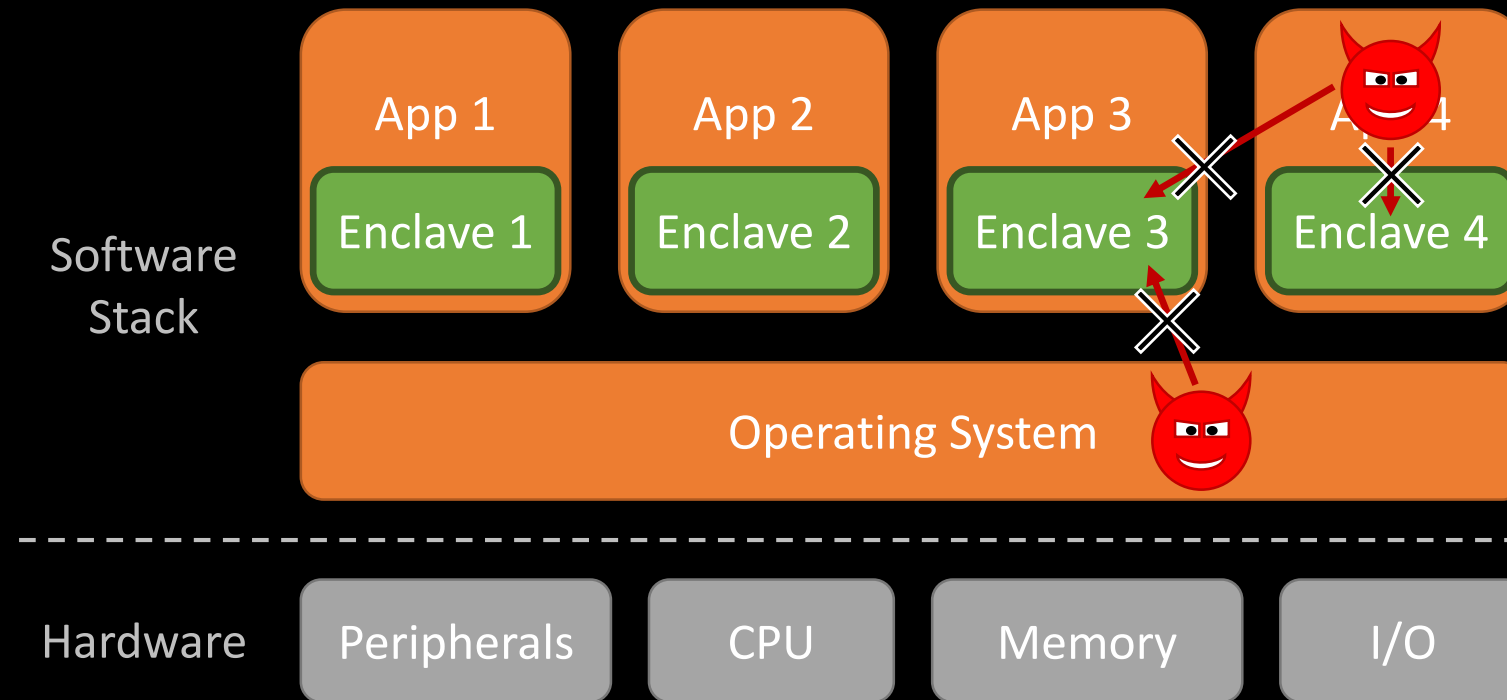 App 1
App 2
App 3
Enclave 1
Enclave 2
Enclave 3
Enclave 4
Software
Stack
Operating System
Hardware
Peripherals
CPU
Memory
I/O